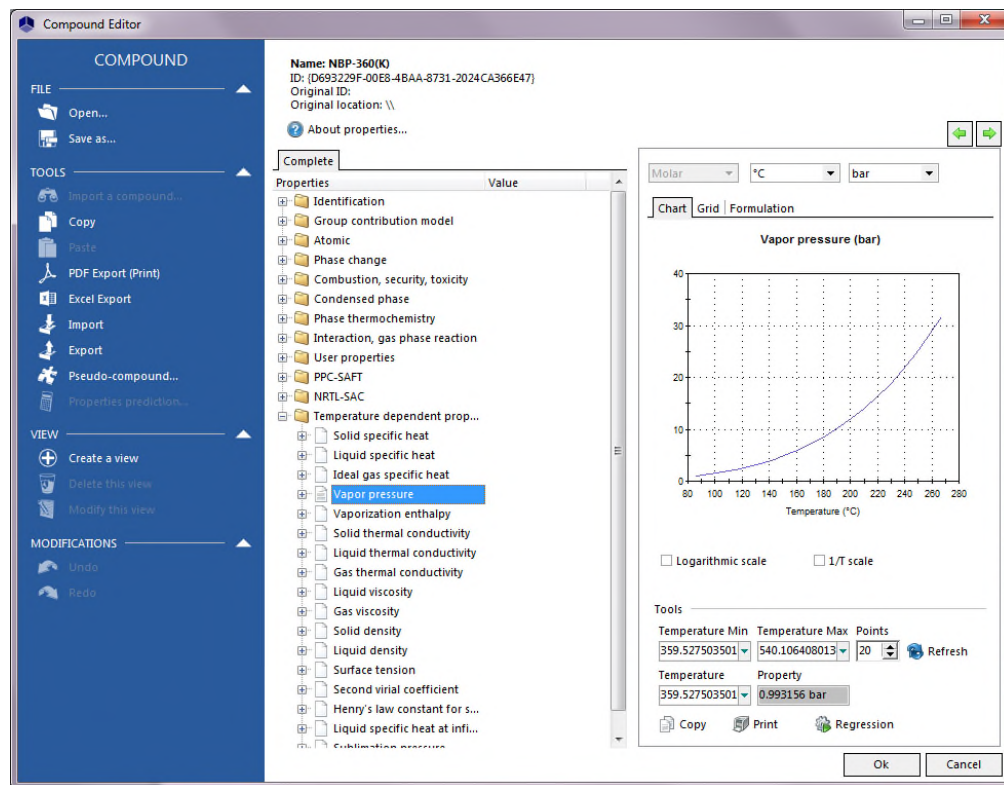 Compound Editor
COMPOUND
FILE
Open...
Save as...
TOOLS
Import a compound...
Copy
Paste
PDF Export (Print)
Excel Export
Import
Export
Pseudo-compound...
Properties prediction...
VIEW
Create a view
Delete this view
Modify this view
MODIFICATIONS
Undo
Redo
Name: NBP-360(K)
ID: {D693229F-00E8-4BAA-8731-2024CA366E47}
Original ID:
Original location: \\
About properties...
Complete
Properties Value
Identification
Group contribution model
Atomic
Phase change
Combustion, security, toxicity
Condensed phase
Phase thermochemistry
Interaction, gas phase reaction
User properties
PPC-SAFT
NRTL-SAC
Temperature dependent prop...
Solid specific heat
Liquid specific heat
Ideal gas specific heat
Vapor pressure
Vaporization enthalpy
Solid thermal conductivity
Liquid thermal conductivity
Gas thermal conductivity
Liquid viscosity
Gas viscosity
Solid density
Liquid density
Surface tension
Second virial coefficient
Henry's law constant for s...
Liquid specific heat at infi...
Sublimation pressure
Molar °C bar
Chart Grid Formulation
Vapor pressure (bar)
40
30
20
10
0
80 100 120 140 160 180 200 220 240 260 280
Temperature (°C)
Logarithmic scale 1/T scale
Tools
Temperature Min Temperature Max Points
359.527503501 540.106408013 20 Refresh
Temperature Property
359.527503501 0.993156 bar
Copy Print Regression
Ok Cancel